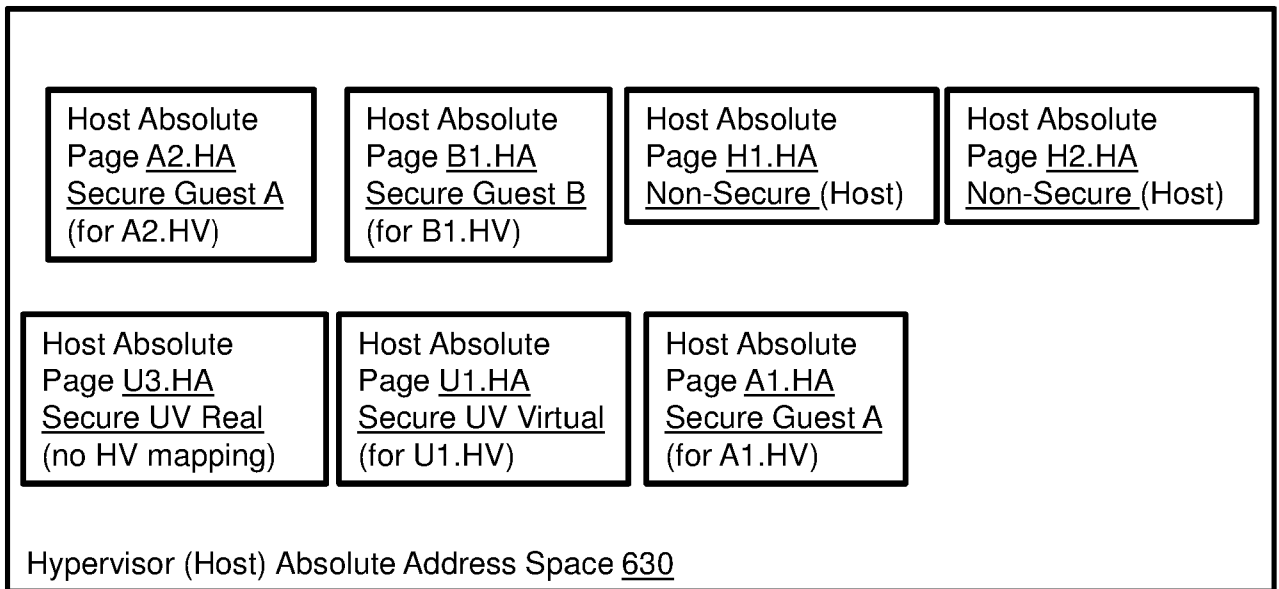 Host Absolute
Page A2.HA
Secure Guest A
(for A2.HV)
Host Absolute
Page B1.HA
Secure Guest B
(for B1.HV)
Host Absolute
Page H1.HA
Non-Secure (Host)
Host Absolute
Page H2.HA
Non-Secure (Host)
Host Absolute
Page U3.HA
Secure UV Real
(no HV mapping)
Host Absolute
Page U1.HA
Secure UV Virtual
(for U1.HV)
Host Absolute
Page A1.HA
Secure Guest A
(for A1.HV)
Hypervisor (Host) Absolute Address Space 630